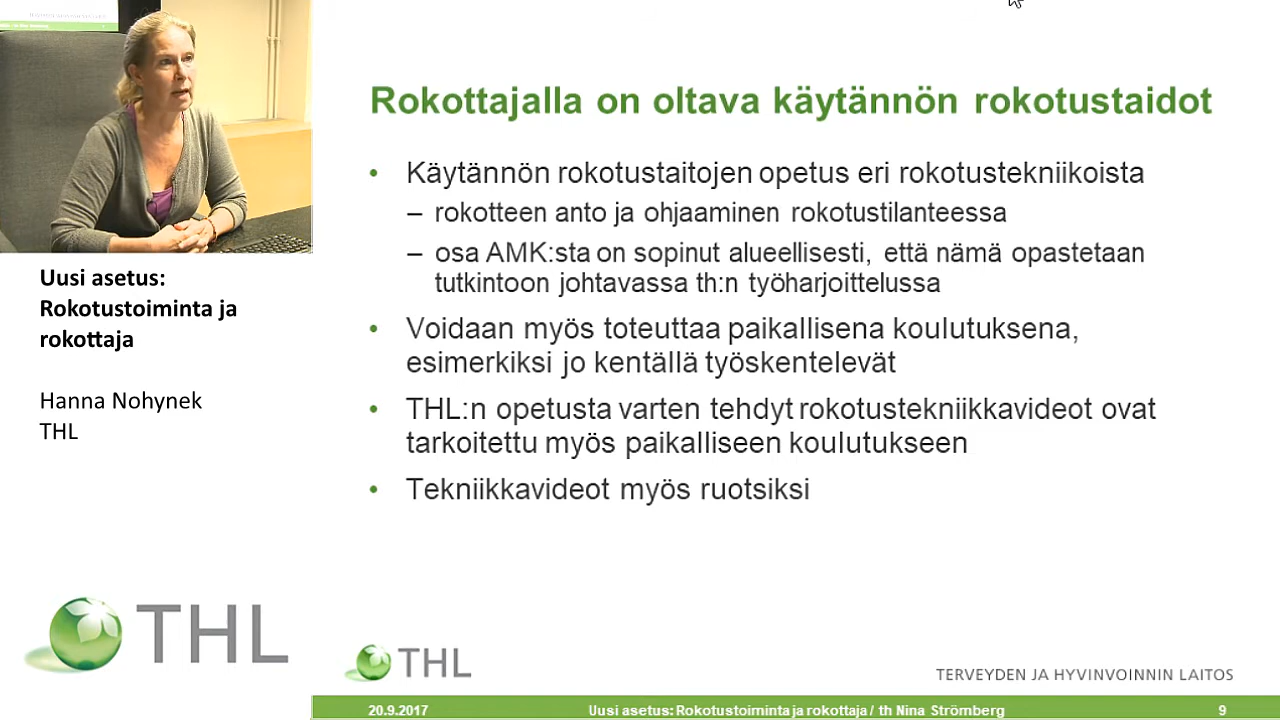 Rokottajalla on oltava käytännön rokotustaidot
• Käytännön rokotustaitojen opetus eri rokotustekniikoista
– rokotteen anto ja ohjaaminen rokotustilanteessa
– osa AMK:sta on sopinut alueellisesti, että nämä opastetaan
tutkintoon johtavassa th:n työharjoittelussa
• Voidaan myös toteuttaa paikallisena koulutuksena,
esimerkiksi jo kentällä työskentelevät
• THL:n opetusta varten tehdyt rokotustekniikkavideot ovat
tarkoitettu myös paikalliseen koulutukseen
• Tekniikkavideot myös ruotsiksi
Uusi asetus:
Rokotustoiminta ja
rokottaja
Hanna Nohynek
THL
THL
THL
TERVEYDEN JA HYVINVOINNIN LAITOS
20.9.2017 Uusi asetus: Rokotustoiminta ja rokottaja / th Nina Strömberg 9